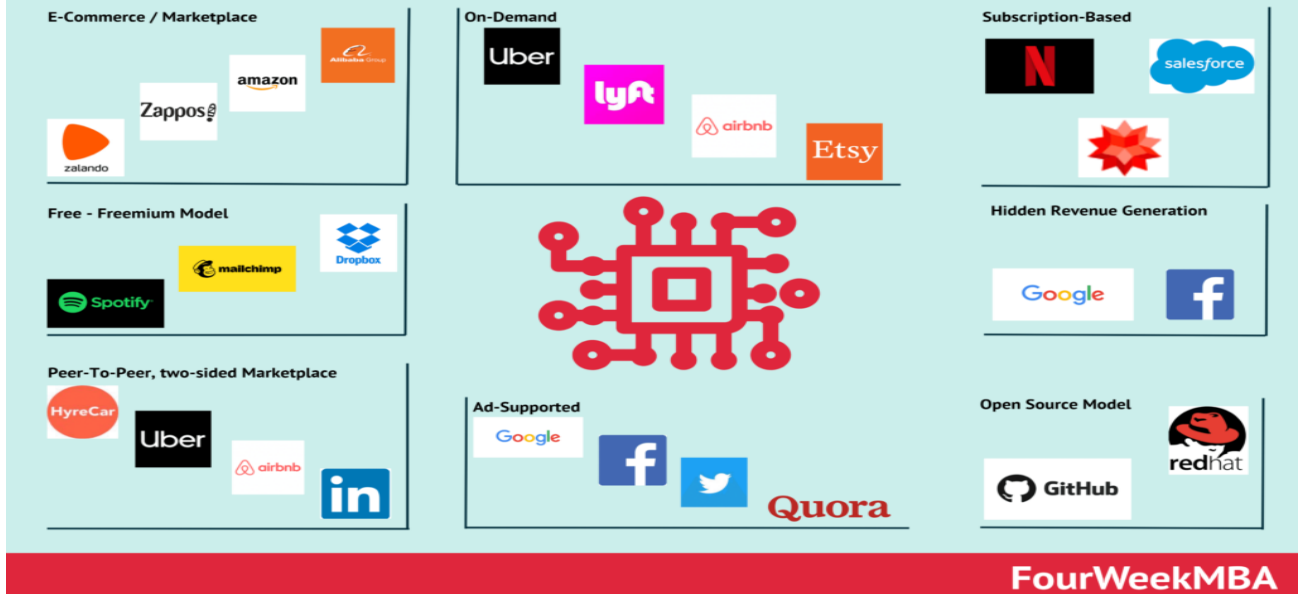 E-Commerce / Marketplace
Alibaba Group
amazon
Zappos
zalando
On-Demand
Uber
lyft
airbnb
Etsy
Subscription-Based
N
salesforce
Free - Freemium Model
Dropbox
mailchimp
Spotify
Hidden Revenue Generation
Google
f
Peer-To-Peer, two-sided Marketplace
HyreCar
Uber
airbnb
in
Ad-Supported
Google
f
Quora
Open Source Model
redhat
GitHub
FourWeekMBA